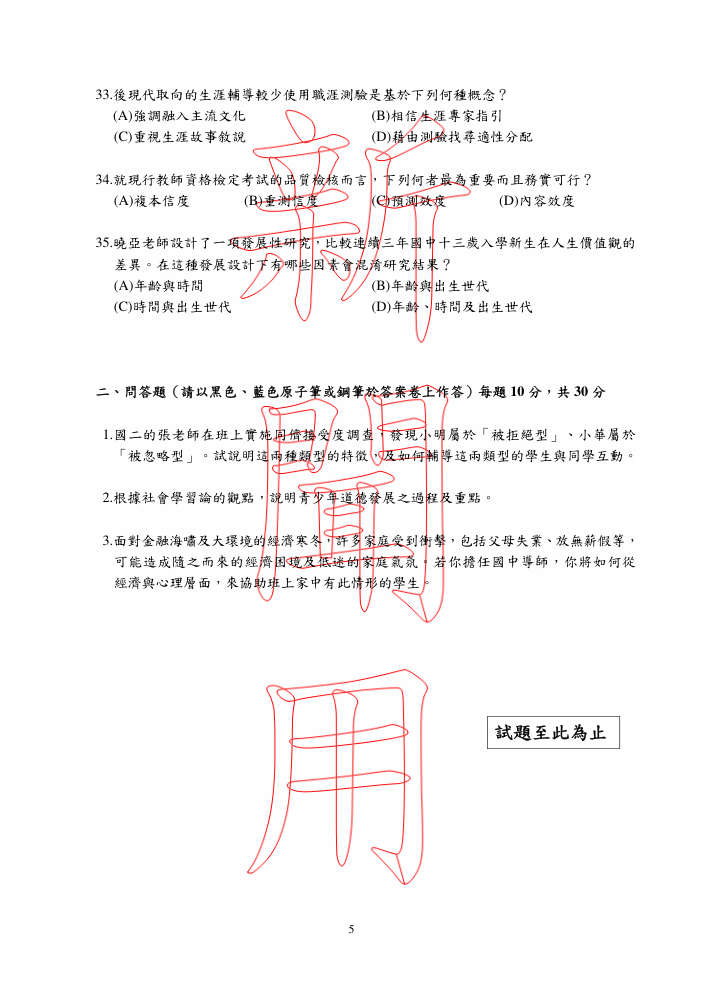 33.後現代取向的生涯輔導較少使用職涯測驗是基於下列何種概念？
(A)強調融入主流文化 (B)相信生涯專家指引
(C)重視生涯故事敘說 (D)藉由測驗找尋適性分配
34.就現行教師資格檢定考試的品質檢核而言，下列何者最為重要而且務實可行？
(A)複本信度 (B)重測信度 (C)預測效度 (D)內容效度
35.曉亞老師設計了一項發展性研究，比較連續三年國中十三歲入學新生在人生價值觀的
差異。在這種發展設計下有哪些因素會混淆研究結果？
(A)年齡與時間 (B)年齡與出生世代
(C)時間與出生世代 (D)年齡、時間及出生世代
二、問答題（請以黑色、藍色原子筆或鋼筆於答案卷上作答）每題 10 分，共 30 分
1.國二的張老師在班上實施同儕接受度調查，發現小明屬於「被拒絕型」、小華屬於
「被忽略型」。試說明這兩種類型的特徵，及如何輔導這兩類型的學生與同學互動。
2.根據社會學習論的觀點，說明青少年道德發展之過程及重點。
3.面對金融海嘯及大環境的經濟寒冬，許多家庭受到衝擊，包括父母失業、放無薪假等，
可能造成隨之而來的經濟困境及低迷的家庭氣氛。若你擔任國中導師，你將如何從
經濟與心理層面，來協助班上家中有此情形的學生。
試題至此為止
5